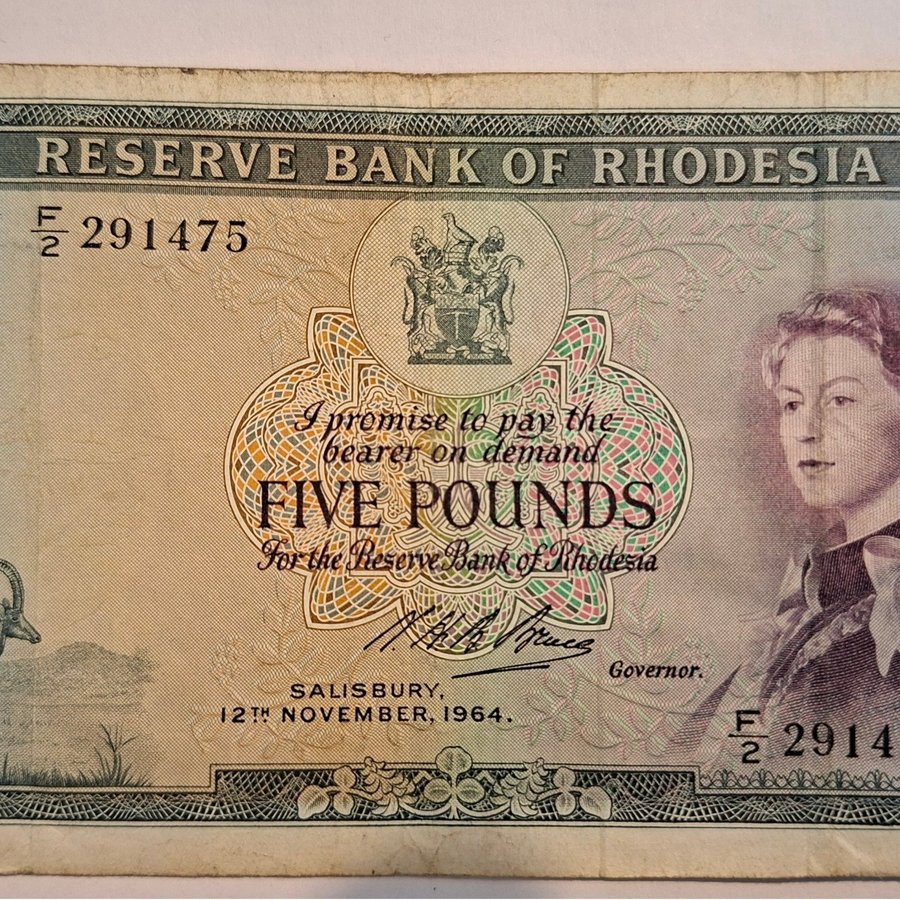 RESERVE BANK OF RHODESIA
F/2 291475
I promise to pay the
bearer on demand
FIVE POUNDS
For the Reserve Bank of Rhodesia
Governor.
SALISBURY,
12TH NOVEMBER, 1964.
F/2 2914